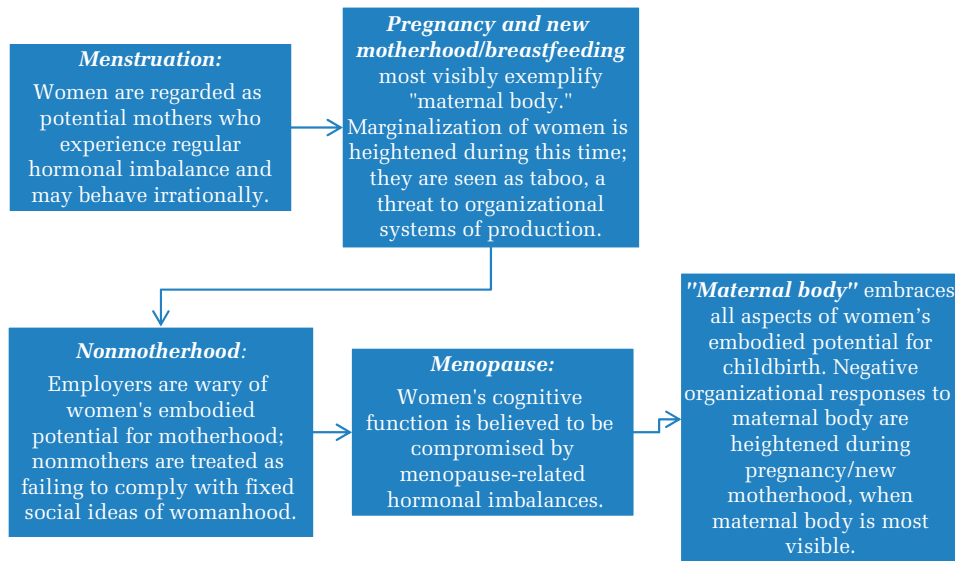 Menstruation:
Women are regarded as
potential mothers who
experience regular
hormonal imbalance and
may behave irrationally.
Pregnancy and new
motherhood/breastfeeding
most visibly exemplify
"maternal body."
Marginalization of women is
heightened during this time;
they are seen as taboo, a
threat to organizational
systems of production.
Nonmotherhood:
Employers are wary of
women's embodied
potential for motherhood;
nonmothers are treated as
failing to comply with fixed
social ideas of womanhood.
Menopause:
Women's cognitive
function is believed to be
compromised by
menopause-related
hormonal imbalances.
"Maternal body" embraces
all aspects of women’s
embodied potential for
childbirth. Negative
organizational responses to
maternal body are
heightened during
pregnancy/new
motherhood, when
maternal body is most
visible.